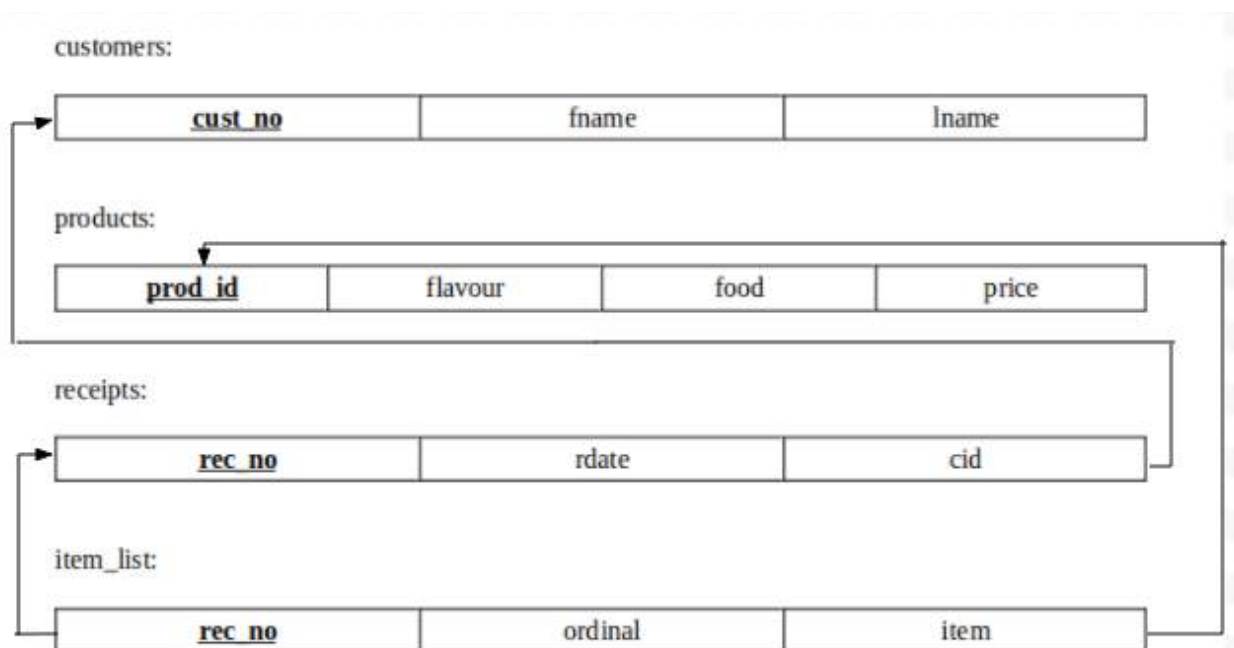 customers:
cust_no fname lname
products:
prod_id flavour food price
receipts:
rec_no rdate cid
item_list:
rec_no ordinal item